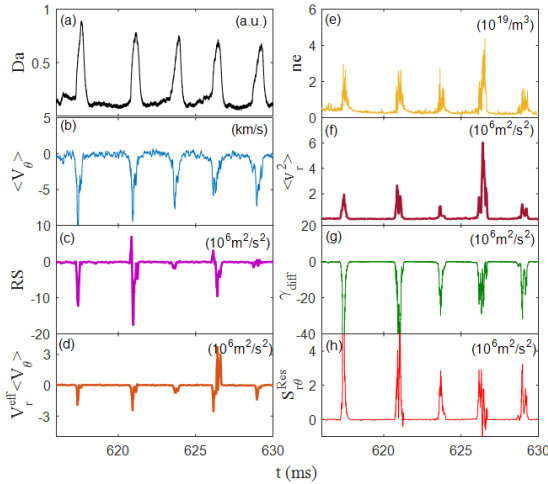 (a) (a.u.)
Da
1
0.5
5
(b) (km/s)
<V_θ>
0
-5
10
(c) (10^6m^2/s^2)
RS
0
-10
-20
(d) (10^6m^2/s^2)
V_r^eff<V_θ>
3
0
-3
620 625 630
(e) (10^19/m^3)
ne
6
4
2
0
(f) (10^6m^2/s^2)
<v_r^2>
6
4
2
0
(g) (10^6m^2/s^2)
γ_diff
-20
-40
(h) (10^6m^2/s^2)
S_rθ^Res
4
2
0
620 625 630
t (ms)